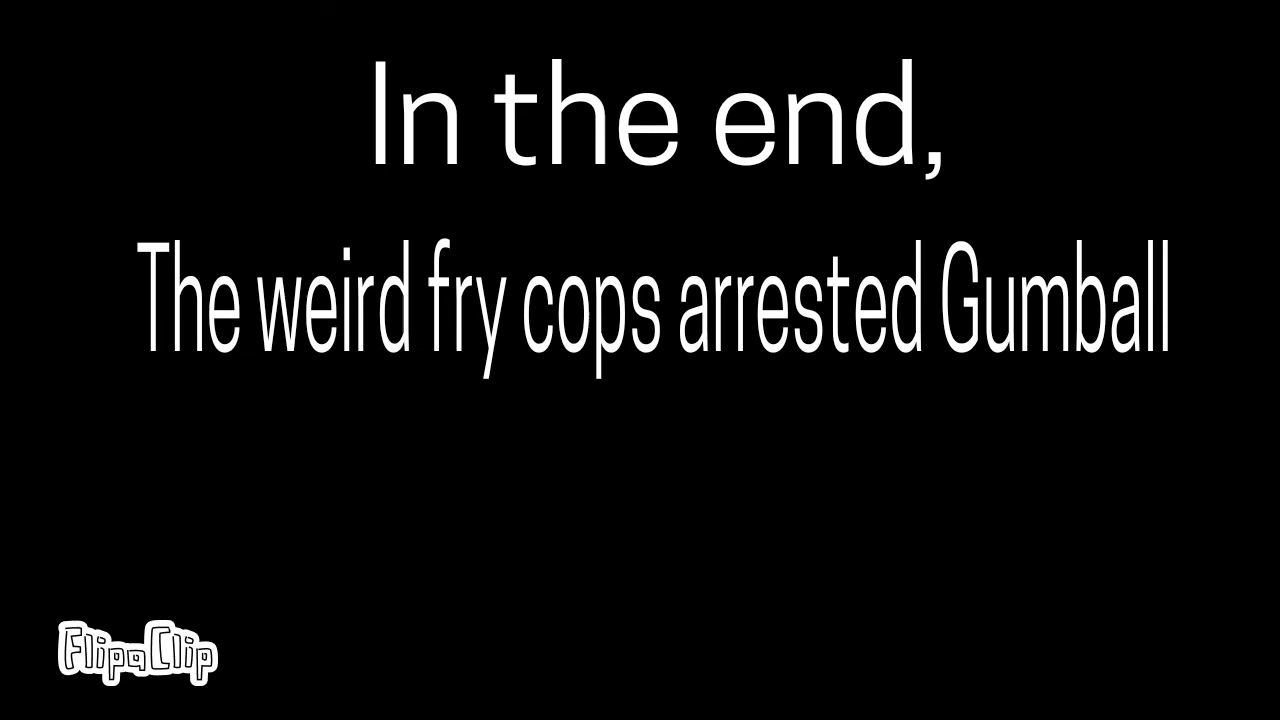 In the end,
The weird fry cops arrested Gumball
FlipaClip